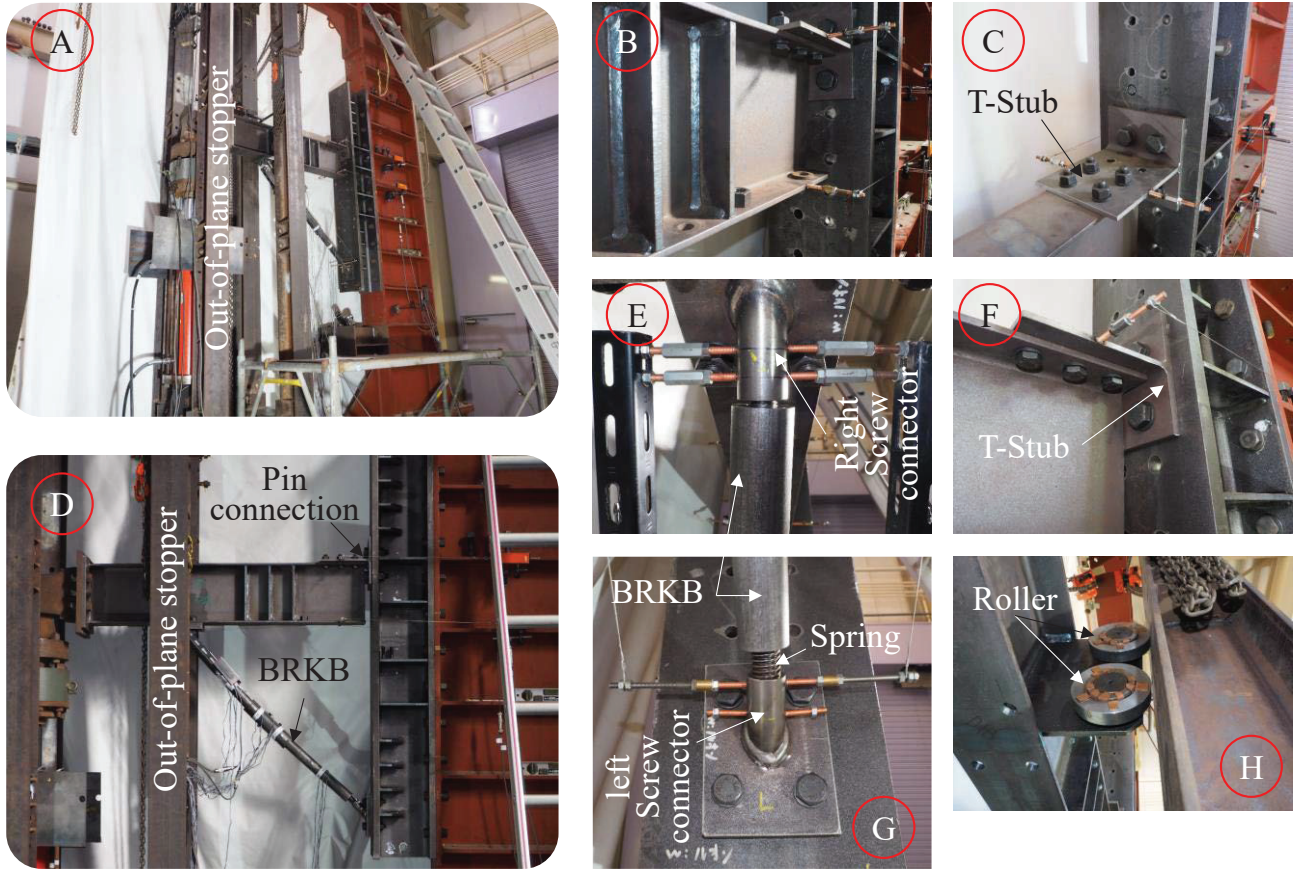 A
Out-of-plane stopper
B
C
T-Stub
D
Pin
connection
Out-of-plane stopper
BRKB
E
Right
Screw
connector
BRKB
F
T-Stub
G
Spring
left
Screw
connector
H
Roller